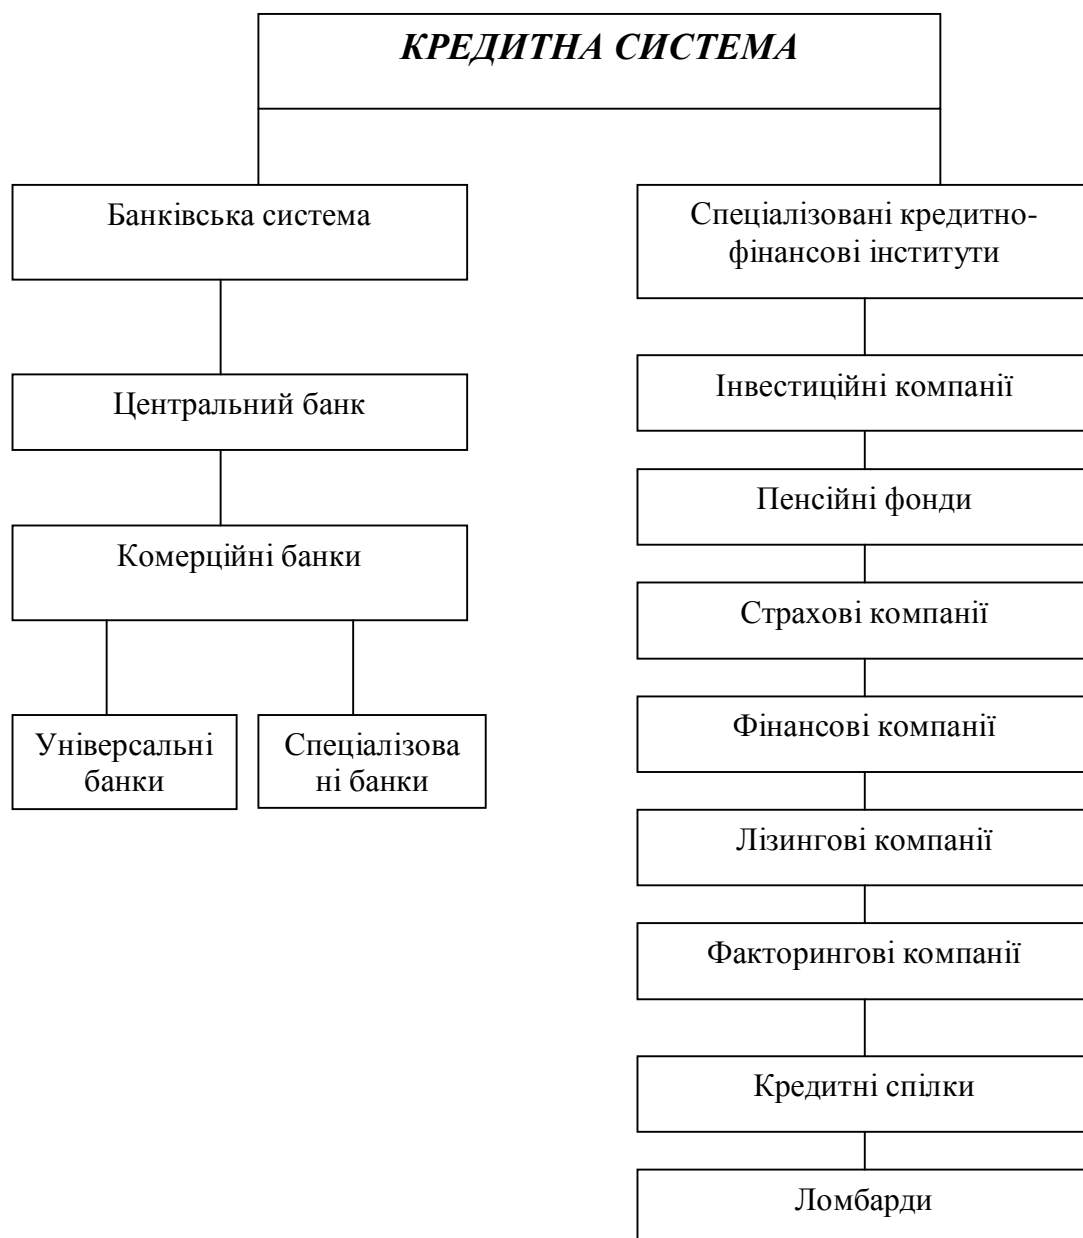 КРЕДИТНА СИСТЕМА
Банківська система
Центральний банк
Комерційні банки
Універсальні
банки
Спеціалізова
ні банки
Спеціалізовані кредитно-
фінансові інститути
Інвестиційні компанії
Пенсійні фонди
Страхові компанії
Фінансові компанії
Лізингові компанії
Факторингові компанії
Кредитні спілки
Ломбарди